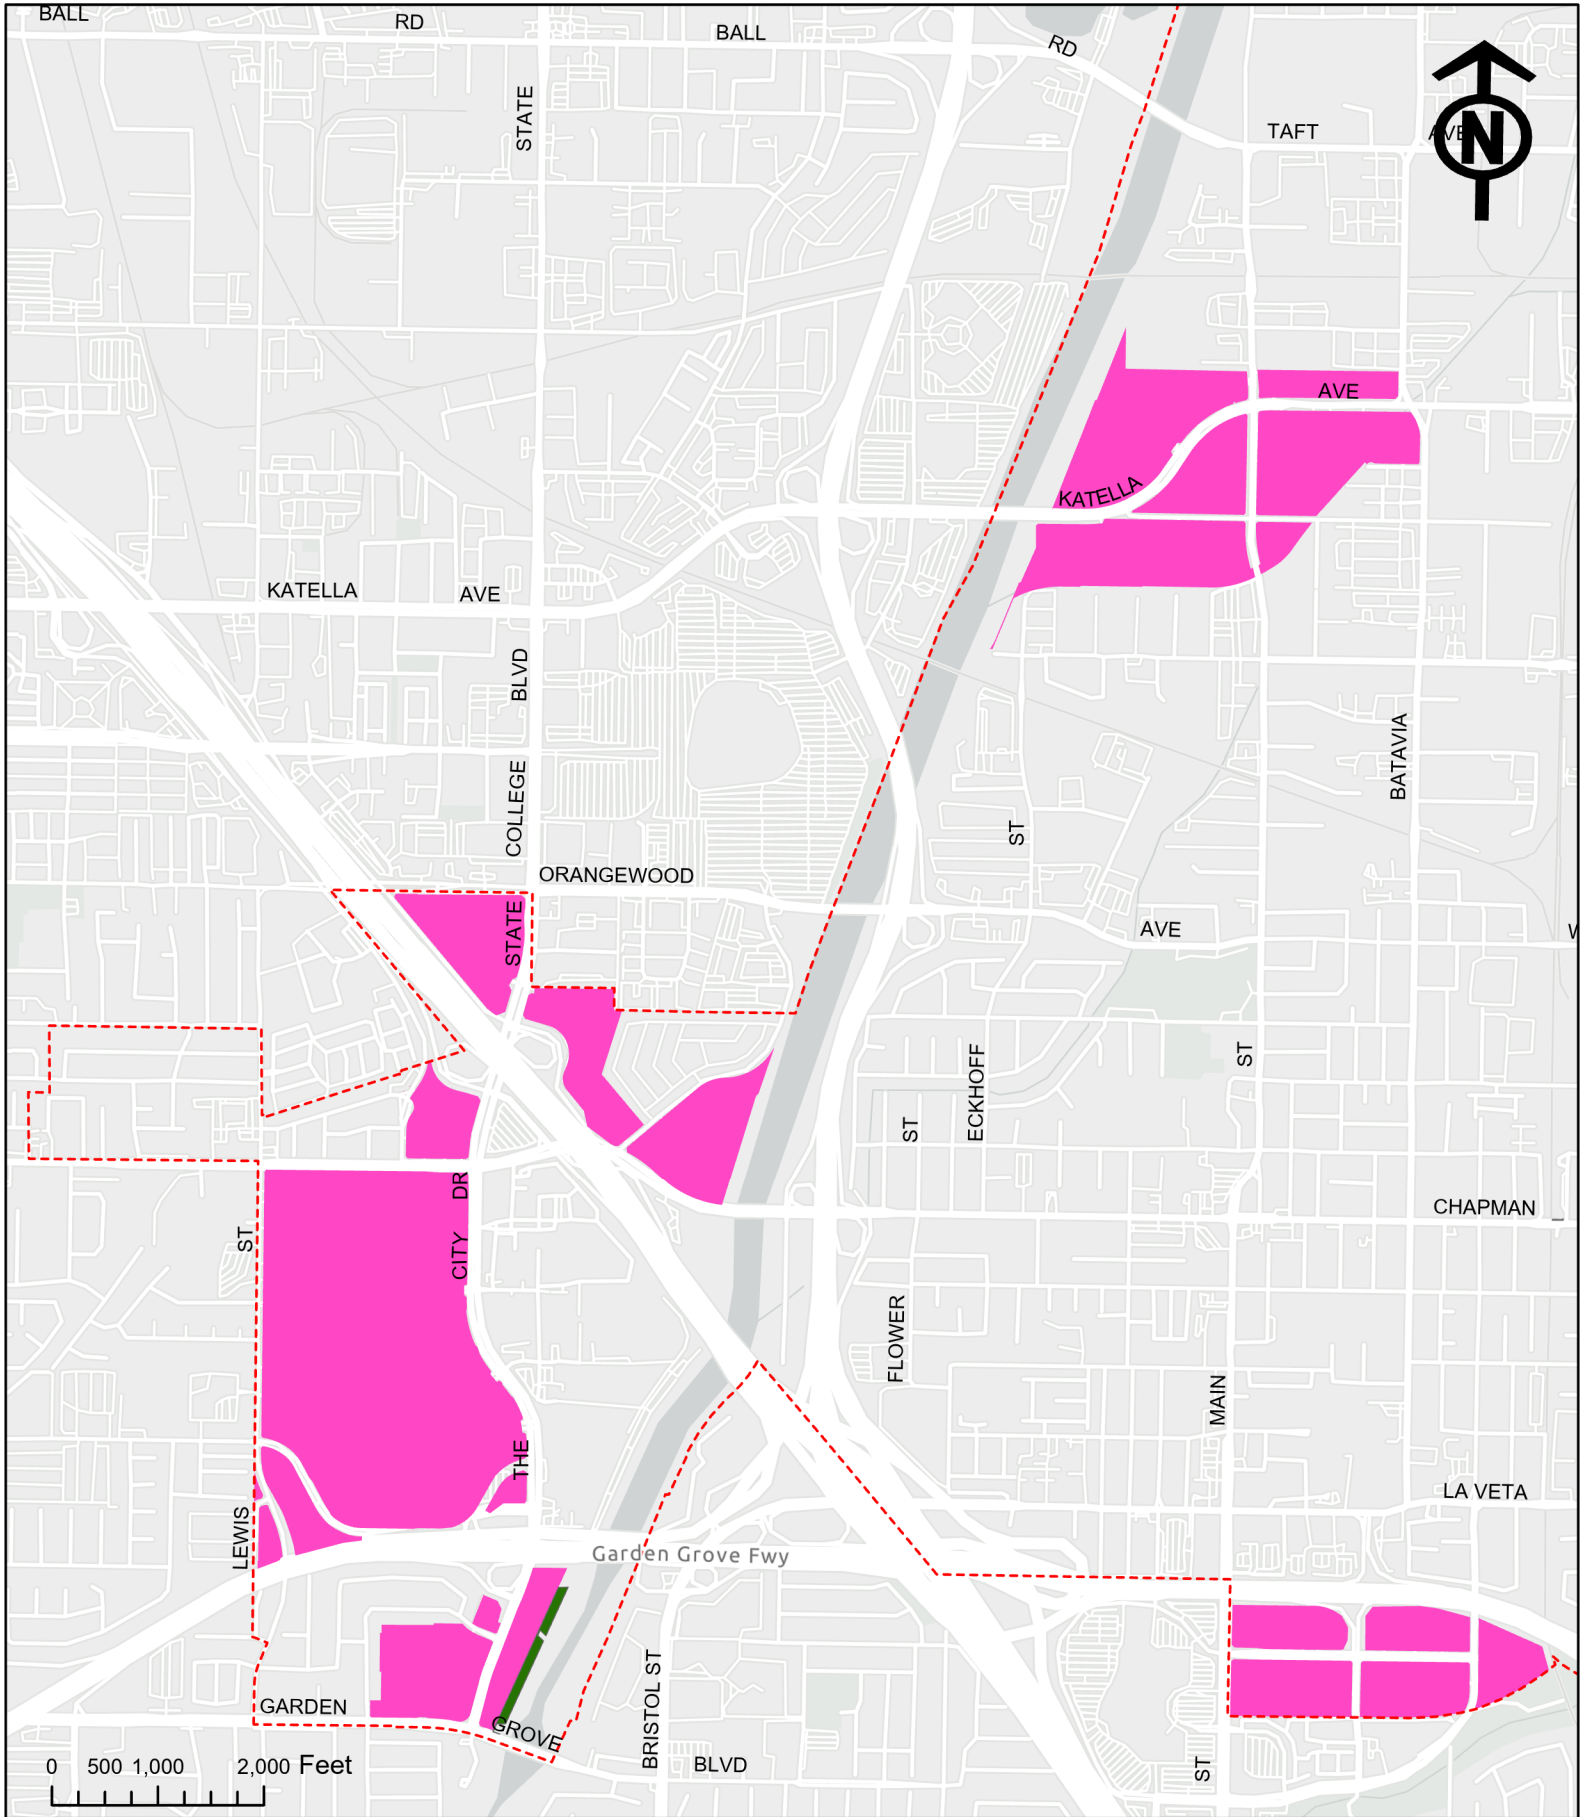 BALL
RD
BALL
RD
STATE
TAFT
AVE
N
AVE
KATELLA
KATELLA
AVE
BLVD
BATAVIA
COLLEGE
ST
ORANGEWOOD
STATE
AVE
W
ECKHOFF
ST
ST
DR
CITY
ST
CHAPMAN
FLOWER
MAIN
THE
LA VETA
LEWIS
Garden Grove Fwy
BRISTOL ST
GARDEN
GROVE
BLVD
ST
0 500 1,000 2,000 Feet